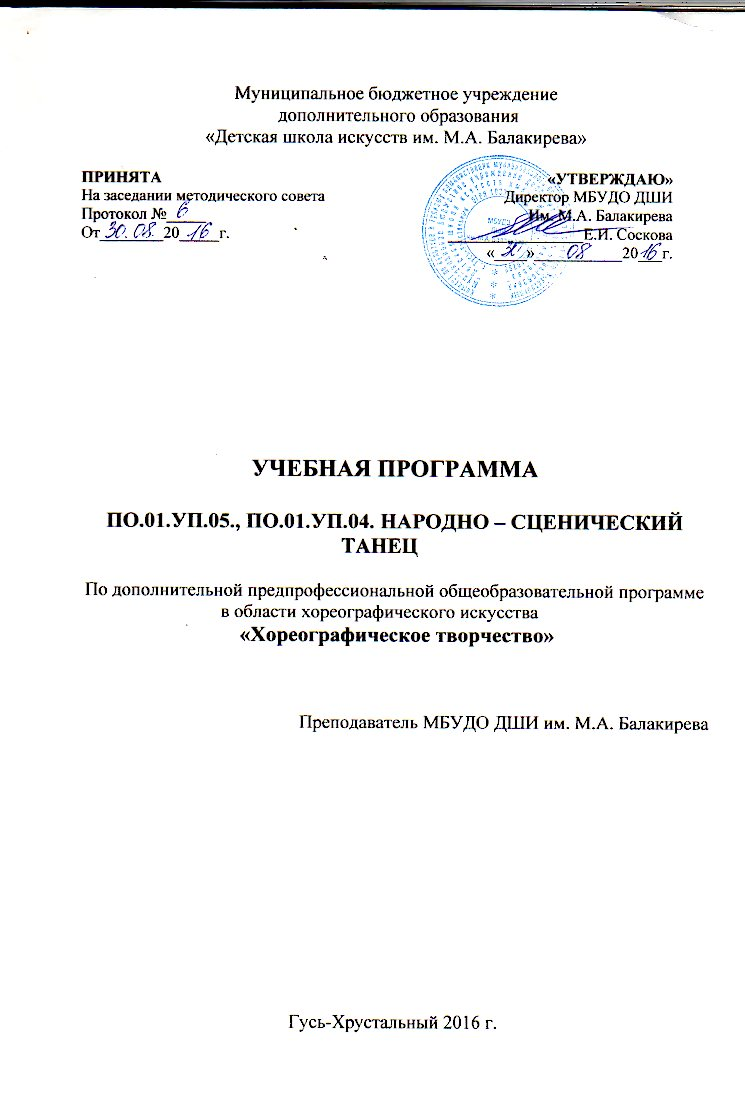 Муниципальное бюджетное учреждение
дополнительного образования
«Детская школа искусств им. М.А. Балакирева»
ПРИНЯТА
На заседании методического совета
Протокол № 6
От 30.08. 20 16 г.
«УТВЕРЖДАЮ»
Директор МБУДО ДШИ
Им. М.А. Балакирева
Е.И. Соскова
« » 08 20 16 г.
УЧЕБНАЯ ПРОГРАММА
ПО.01.УП.05., ПО.01.УП.04. НАРОДНО – СЦЕНИЧЕСКИЙ
ТАНЕЦ
По дополнительной предпрофессиональной общеобразовательной программе
в области хореографического искусства
«Хореографическое творчество»
Преподаватель МБУДО ДШИ им. М.А. Балакирева
Гусь-Хрустальный 2016 г.